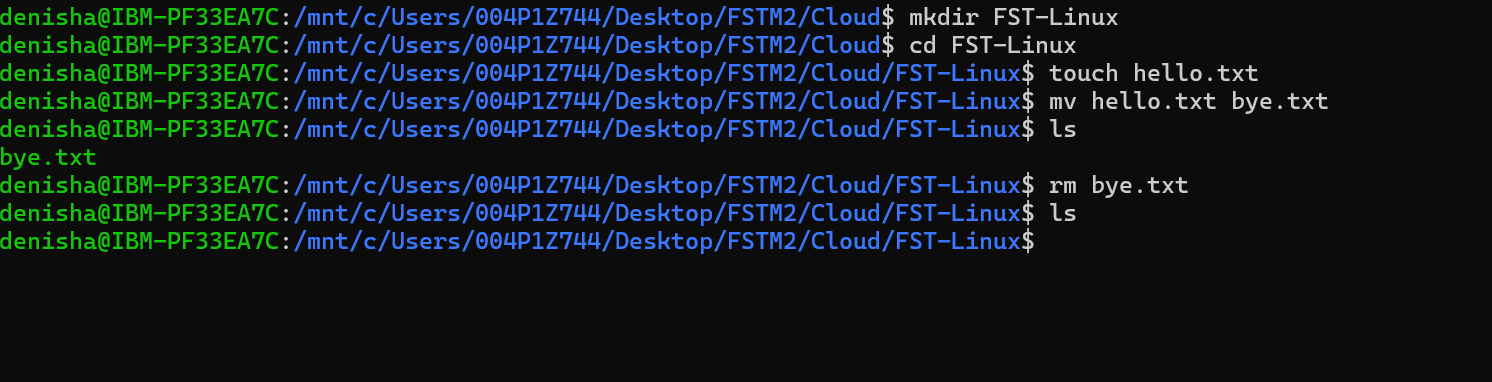 denisha@IBM-PF33EA7C:/mnt/c/Users/004P1Z744/Desktop/FSTM2/Cloud$ mkdir FST-Linux
denisha@IBM-PF33EA7C:/mnt/c/Users/004P1Z744/Desktop/FSTM2/Cloud$ cd FST-Linux
denisha@IBM-PF33EA7C:/mnt/c/Users/004P1Z744/Desktop/FSTM2/Cloud/FST-Linux$ touch hello.txt
denisha@IBM-PF33EA7C:/mnt/c/Users/004P1Z744/Desktop/FSTM2/Cloud/FST-Linux$ mv hello.txt bye.txt
denisha@IBM-PF33EA7C:/mnt/c/Users/004P1Z744/Desktop/FSTM2/Cloud/FST-Linux$ ls
bye.txt
denisha@IBM-PF33EA7C:/mnt/c/Users/004P1Z744/Desktop/FSTM2/Cloud/FST-Linux$ rm bye.txt
denisha@IBM-PF33EA7C:/mnt/c/Users/004P1Z744/Desktop/FSTM2/Cloud/FST-Linux$ ls
denisha@IBM-PF33EA7C:/mnt/c/Users/004P1Z744/Desktop/FSTM2/Cloud/FST-Linux$